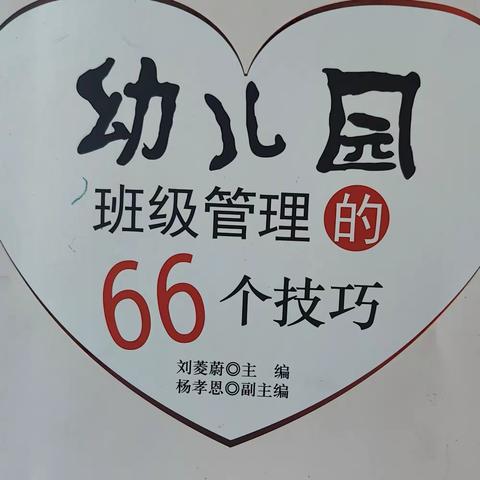 幼儿园
班级管理的
66个技巧
刘菱蔚◎主 编
杨孝恩◎副主编